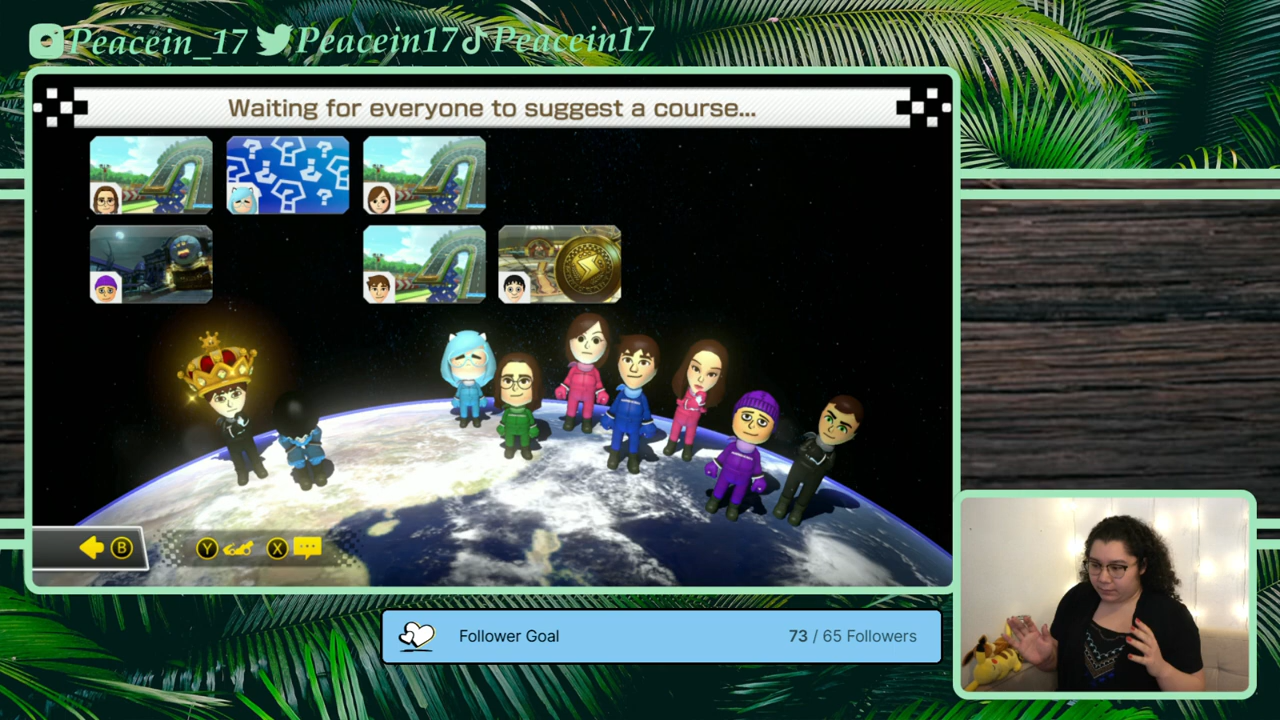 Peacein_17 Peacein17 Peacein17
Waiting for everyone to suggest a course...
B Y X
Follower Goal 73 / 65 Followers